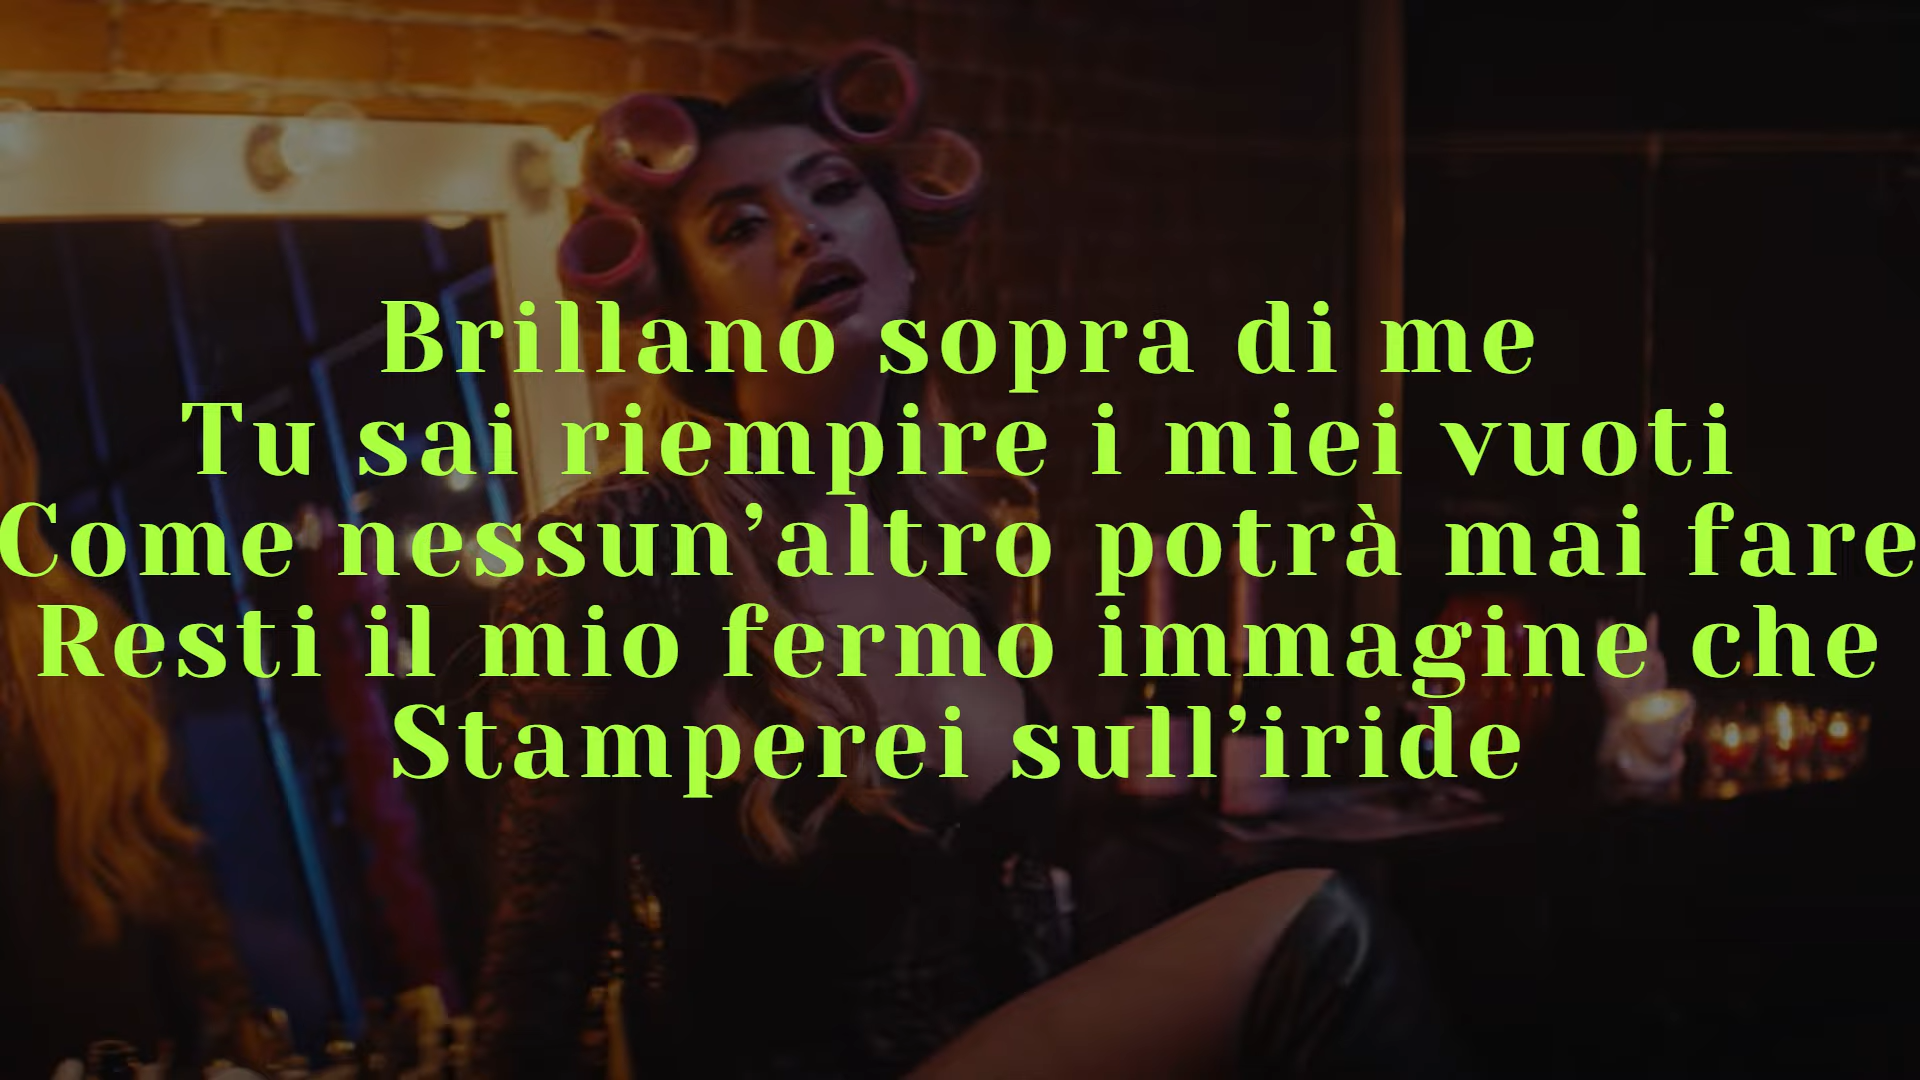 Brillano sopra di me
Tu sai riempire i miei vuoti
Come nessun’altro potrà mai fare
Resti il mio fermo immagine che
Stamperei sull’iride